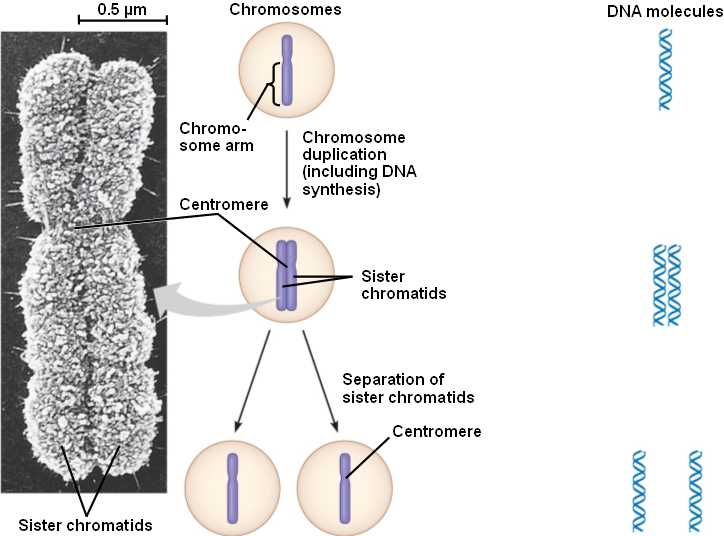 0.5 µm
Chromosomes
DNA molecules
Chromo-
some arm
Chromosome
duplication
(including DNA
synthesis)
Centromere
Sister
chromatids
Separation of
sister chromatids
Centromere
Sister chromatids